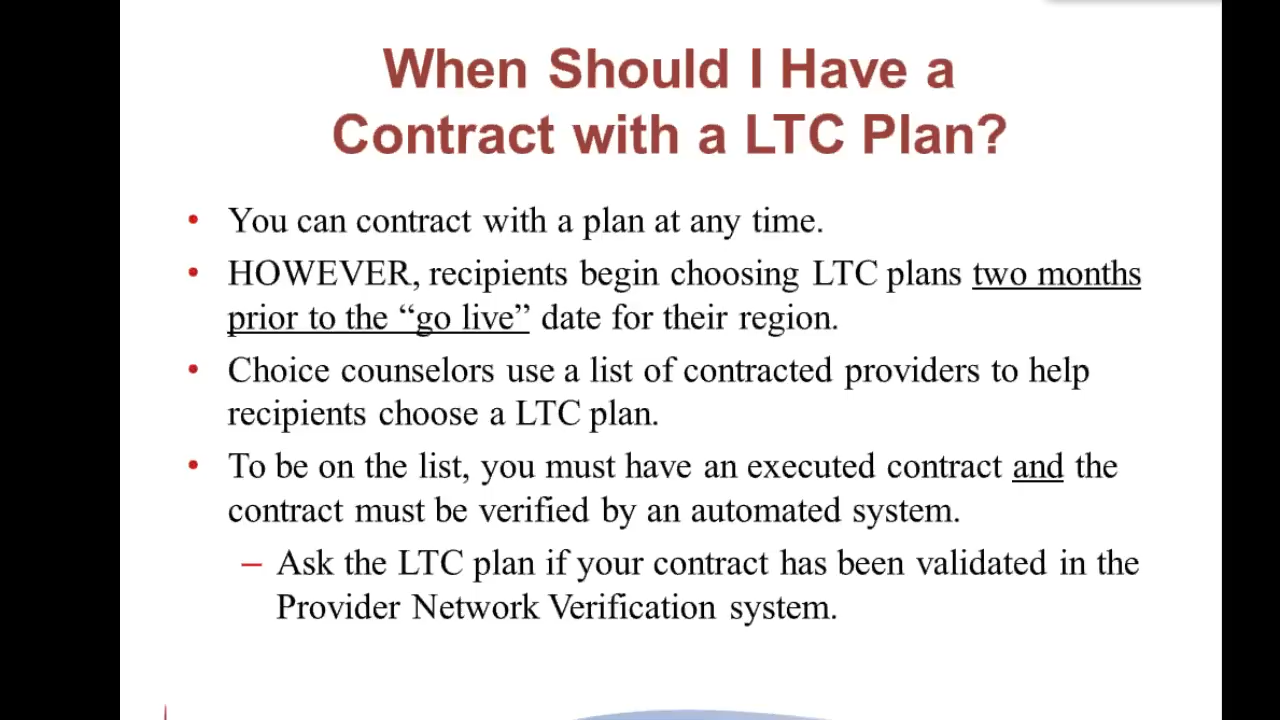 When Should I Have a
Contract with a LTC Plan?
• You can contract with a plan at any time.
• HOWEVER, recipients begin choosing LTC plans two months
prior to the “go live” date for their region.
• Choice counselors use a list of contracted providers to help
recipients choose a LTC plan.
• To be on the list, you must have an executed contract and the
contract must be verified by an automated system.
– Ask the LTC plan if your contract has been validated in the
Provider Network Verification system.